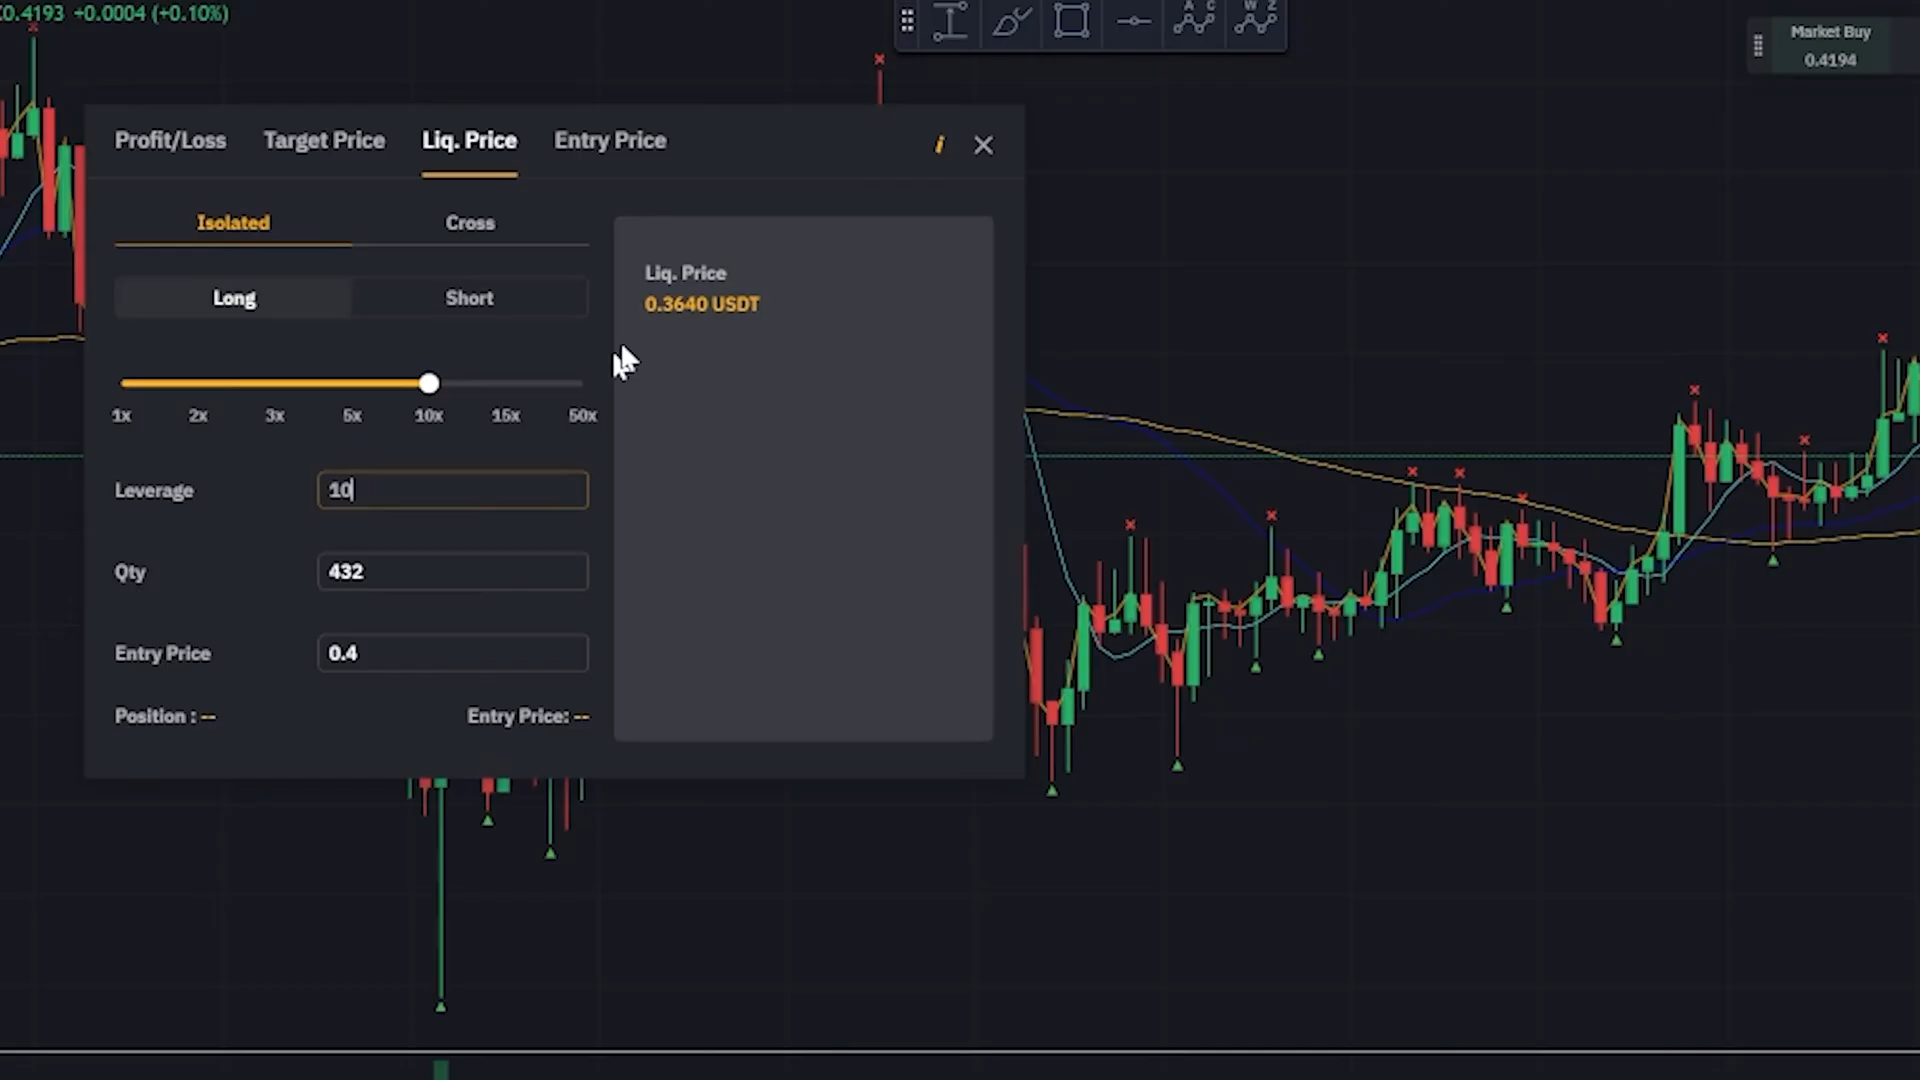 0.4193 +0.0004 (+0.10%)
A C
W Z
Market Buy
0.4194
Profit/Loss Target Price Liq. Price Entry Price i
Isolated Cross
Long Short
1x 2x 3x 5x 10x 15x 50x
Leverage 10
Qty 432
Entry Price 0.4
Position : -- Entry Price: --
Liq. Price
0.3640 USDT